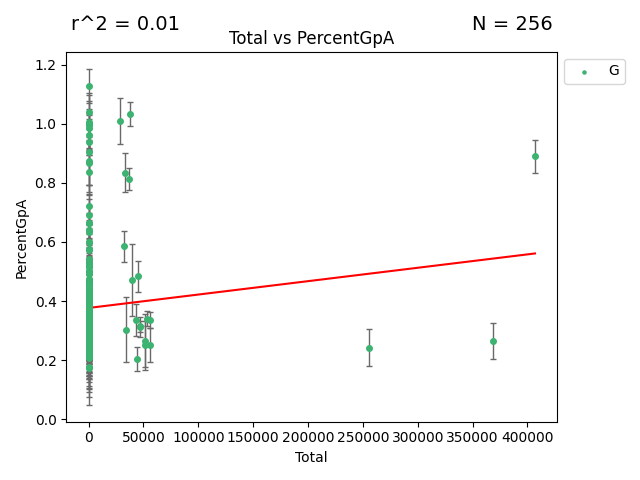 r^2 = 0.01
N = 256
Total vs PercentGpA
G
1.2
1.0
0.8
0.6
0.4
0.2
0.0
PercentGpA
0 50000 100000 150000 200000 250000 300000 350000 400000
Total